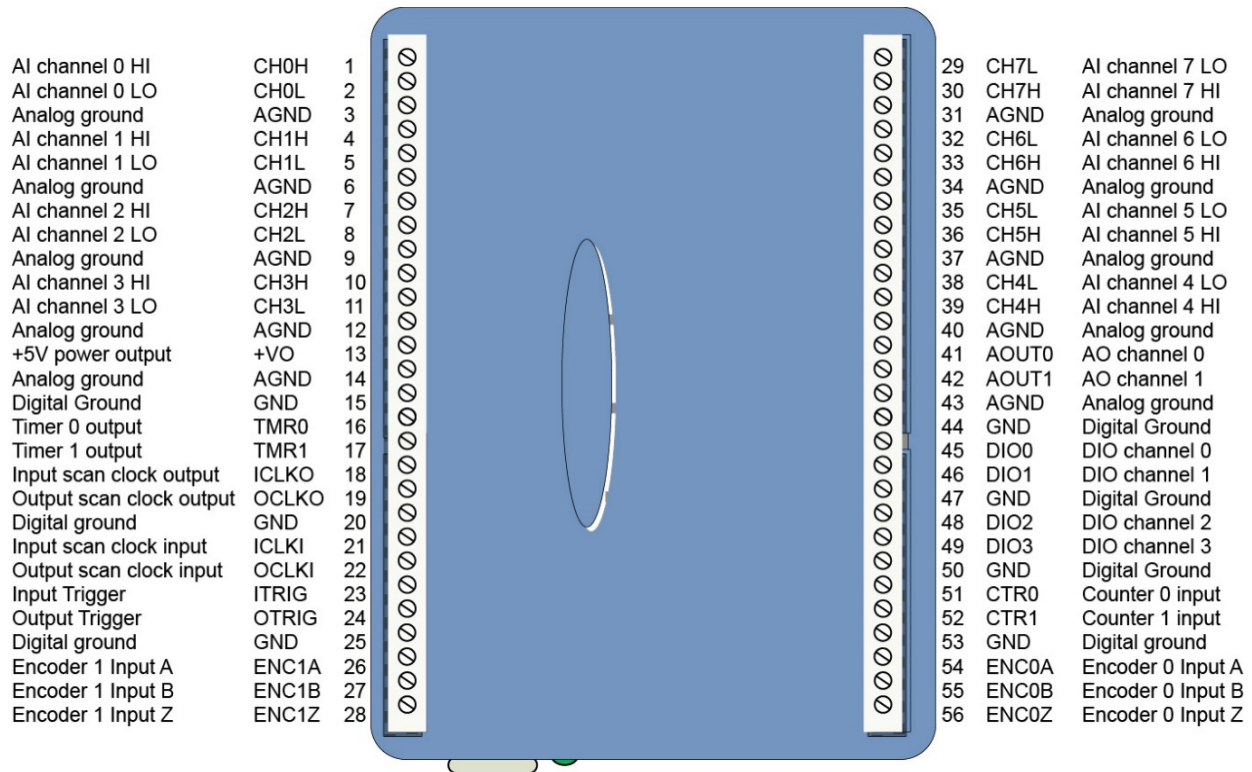 AI channel 0 HI CH0H 1
AI channel 0 LO CH0L 2
Analog ground AGND 3
AI channel 1 HI CH1H 4
AI channel 1 LO CH1L 5
Analog ground AGND 6
AI channel 2 HI CH2H 7
AI channel 2 LO CH2L 8
Analog ground AGND 9
AI channel 3 HI CH3H 10
AI channel 3 LO CH3L 11
Analog ground AGND 12
+5V power output +VO 13
Analog ground AGND 14
Digital Ground GND 15
Timer 0 output TMR0 16
Timer 1 output TMR1 17
Input scan clock output ICLKO 18
Output scan clock output OCLKO 19
Digital ground GND 20
Input scan clock input ICLKI 21
Output scan clock input OCLKI 22
Input Trigger ITRIG 23
Output Trigger OTRIG 24
Digital ground GND 25
Encoder 1 Input A ENC1A 26
Encoder 1 Input B ENC1B 27
Encoder 1 Input Z ENC1Z 28
29 CH7L AI channel 7 LO
30 CH7H AI channel 7 HI
31 AGND Analog ground
32 CH6L AI channel 6 LO
33 CH6H AI channel 6 HI
34 AGND Analog ground
35 CH5L AI channel 5 LO
36 CH5H AI channel 5 HI
37 AGND Analog ground
38 CH4L AI channel 4 LO
39 CH4H AI channel 4 HI
40 AGND Analog ground
41 AOUT0 AO channel 0
42 AOUT1 AO channel 1
43 AGND Analog ground
44 GND Digital Ground
45 DIO0 DIO channel 0
46 DIO1 DIO channel 1
47 GND Digital Ground
48 DIO2 DIO channel 2
49 DIO3 DIO channel 3
50 GND Digital Ground
51 CTR0 Counter 0 input
52 CTR1 Counter 1 input
53 GND Digital ground
54 ENC0A Encoder 0 Input A
55 ENC0B Encoder 0 Input B
56 ENC0Z Encoder 0 Input Z